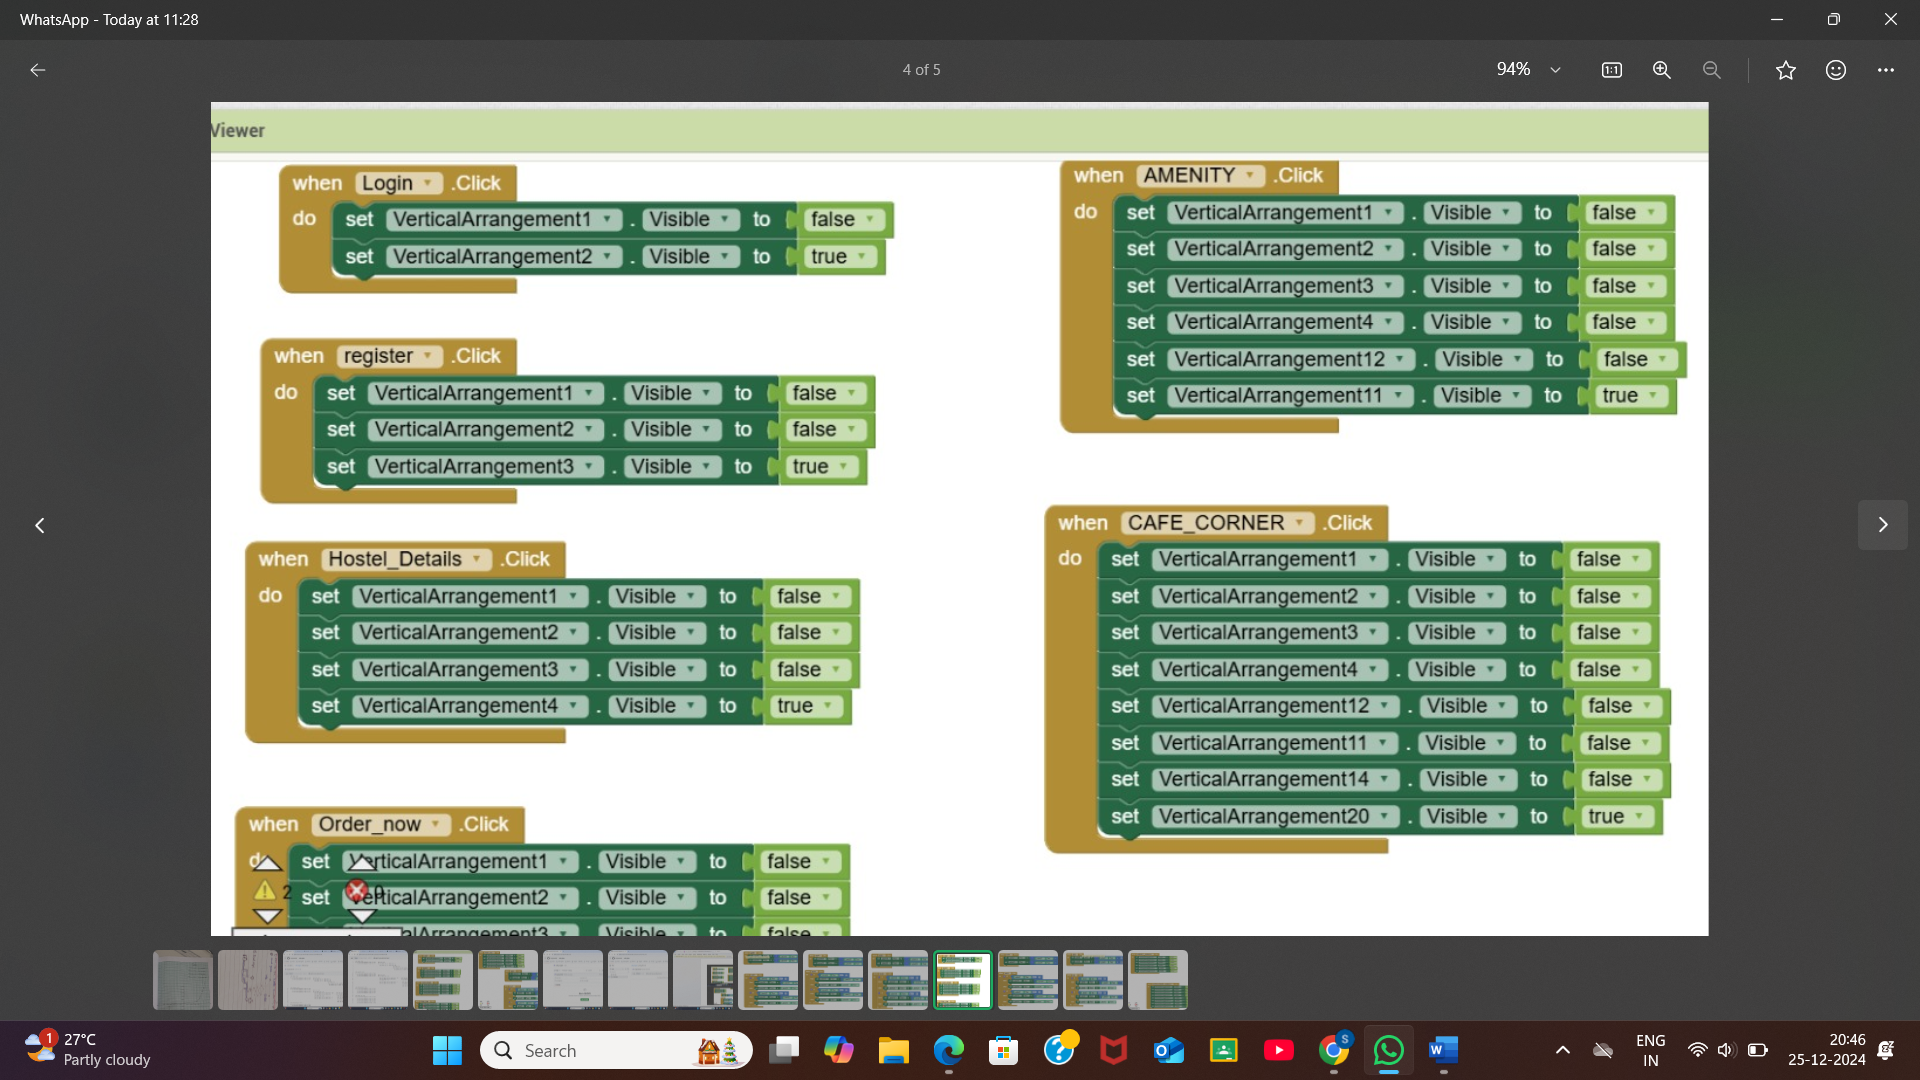 WhatsApp - Today at 11:28
4 of 5
94%
Viewer
when Login .Click
do set VerticalArrangement1 . Visible to false
set VerticalArrangement2 . Visible to true
when register .Click
do set VerticalArrangement1 . Visible to false
set VerticalArrangement2 . Visible to false
set VerticalArrangement3 . Visible to true
when Hostel_Details .Click
do set VerticalArrangement1 . Visible to false
set VerticalArrangement2 . Visible to false
set VerticalArrangement3 . Visible to false
set VerticalArrangement4 . Visible to true
when Order_now .Click
do set VerticalArrangement1 . Visible to false
2 0 set VerticalArrangement2 . Visible to false
when AMENITY .Click
do set VerticalArrangement1 . Visible to false
set VerticalArrangement2 . Visible to false
set VerticalArrangement3 . Visible to false
set VerticalArrangement4 . Visible to false
set VerticalArrangement12 . Visible to false
set VerticalArrangement11 . Visible to true
when CAFE_CORNER .Click
do set VerticalArrangement1 . Visible to false
set VerticalArrangement2 . Visible to false
set VerticalArrangement3 . Visible to false
set VerticalArrangement4 . Visible to false
set VerticalArrangement12 . Visible to false
set VerticalArrangement11 . Visible to false
set VerticalArrangement14 . Visible to false
set VerticalArrangement20 . Visible to true
1 27°C
Partly cloudy
Search
ENG
IN
20:46
25-12-2024